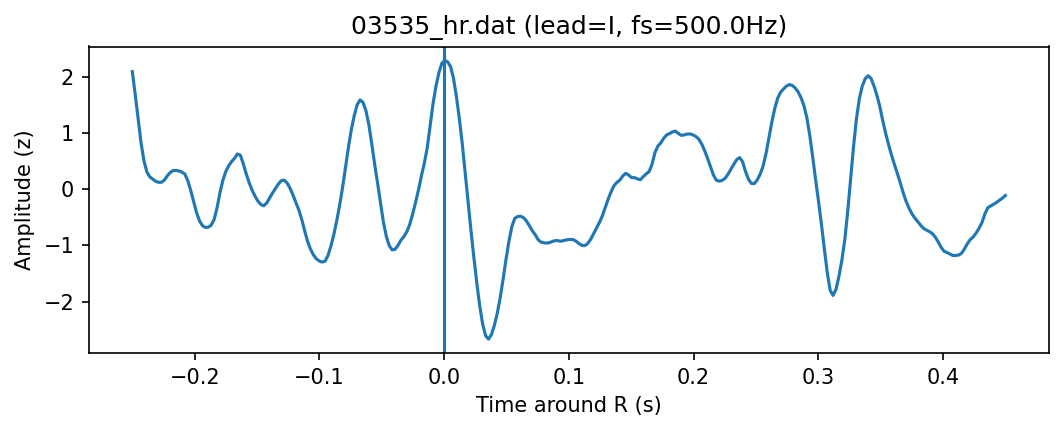 03535_hr.dat (lead=I, fs=500.0Hz)
Amplitude (z)
2
1
0
−1
−2
−0.2 −0.1 0.0 0.1 0.2 0.3 0.4
Time around R (s)